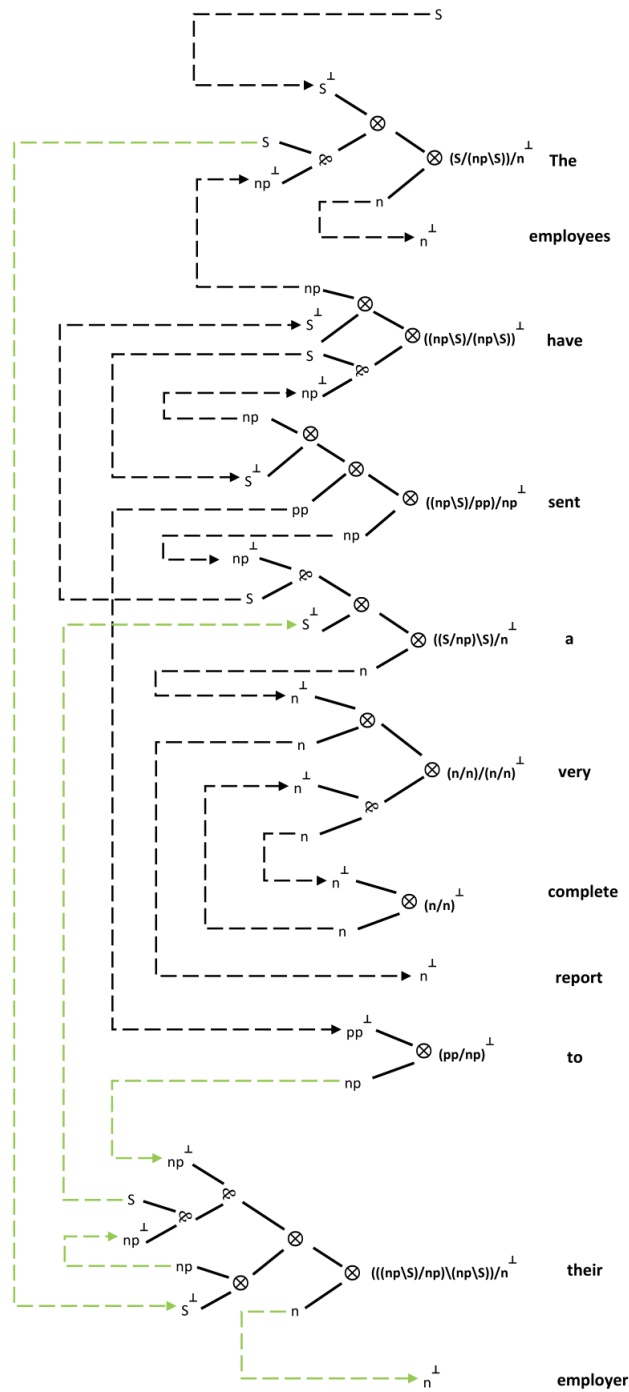 S
S⊥
⊗
S
⅋
⊗ (S/(np\S))/n⊥ The
np⊥
n
n⊥ employees
np
⊗
S⊥
⊗ ((np\S)/(np\S))⊥ have
S
⅋
np⊥
np
⊗
⊗
S⊥
⊗ ((np\S)/pp)/np⊥ sent
pp
np
np⊥
⅋
S
⊗
S⊥
⊗ ((S/np)\S)/n⊥ a
n
n⊥
⊗
n
⊗ (n/n)/(n/n)⊥ very
n⊥
⅋
n
n⊥
⊗ (n/n)⊥ complete
n
n⊥ report
pp⊥
⊗ (pp/np)⊥ to
np
np⊥
⅋
S
⅋
np⊥
⊗
np
⊗ (((np\S)/np)\(np\S))/n⊥ their
⊗
S⊥
n
n⊥ employer